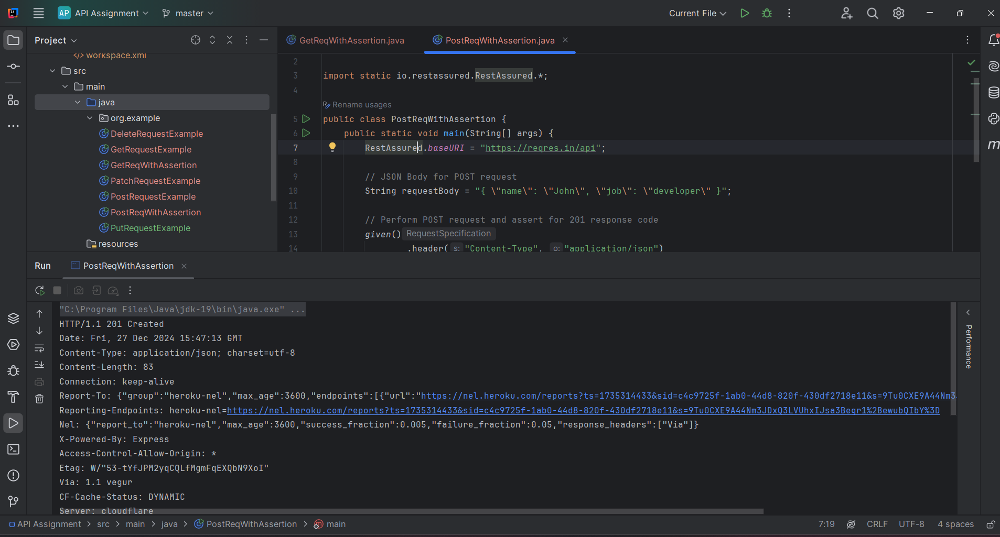 AP API Assignment master Current File
Project
workspace.xml
src
main
java
org.example
DeleteRequestExample
GetRequestExample
GetReqWithAssertion
PatchRequestExample
PostRequestExample
PostReqWithAssertion
PutRequestExample
resources
GetReqWithAssertion.java PostReqWithAssertion.java
2
3 import static io.restassured.RestAssured.*;
4
Rename usages
5 public class PostReqWithAssertion {
6 public static void main(String[] args) {
7 RestAssured.baseURI = "https://reqres.in/api";
8
9 // JSON Body for POST request
10 String requestBody = "{ \"name\": \"John\", \"job\": \"developer\" }";
11
12 // Perform POST request and assert for 201 response code
13 given() RequestSpecification
14 .header( s: "Content-Type", o: "application/json")
Run PostReqWithAssertion
"C:\Program Files\Java\jdk-19\bin\java.exe" ...
HTTP/1.1 201 Created
Date: Fri, 27 Dec 2024 15:47:13 GMT
Content-Type: application/json; charset=utf-8
Content-Length: 83
Connection: keep-alive
Report-To: {"group":"heroku-nel","max_age":3600,"endpoints":[{"url":"https://nel.heroku.com/reports?ts=1735314433&sid=c4c9725f-1ab0-44d8-820f-430df2718e11&s=9Tu0CXE9A44Nm3
Reporting-Endpoints: heroku-nel=https://nel.heroku.com/reports?ts=1735314433&sid=c4c9725f-1ab0-44d8-820f-430df2718e11&s=9Tu0CXE9A44Nm3JDxQ3LVUhxIJsa3Beqr1%2BewubQIbY%3D
Nel: {"report_to":"heroku-nel","max_age":3600,"success_fraction":0.005,"failure_fraction":0.05,"response_headers":["Via"]}
X-Powered-By: Express
Access-Control-Allow-Origin: *
Etag: W/"53-tYfJPM2yqCQLfMgmFqEXQbN9XoI"
Via: 1.1 vegur
CF-Cache-Status: DYNAMIC
Server: cloudflare
Performance
API Assignment > src > main > java > PostReqWithAssertion > main
7:19 CRLF UTF-8 4 spaces